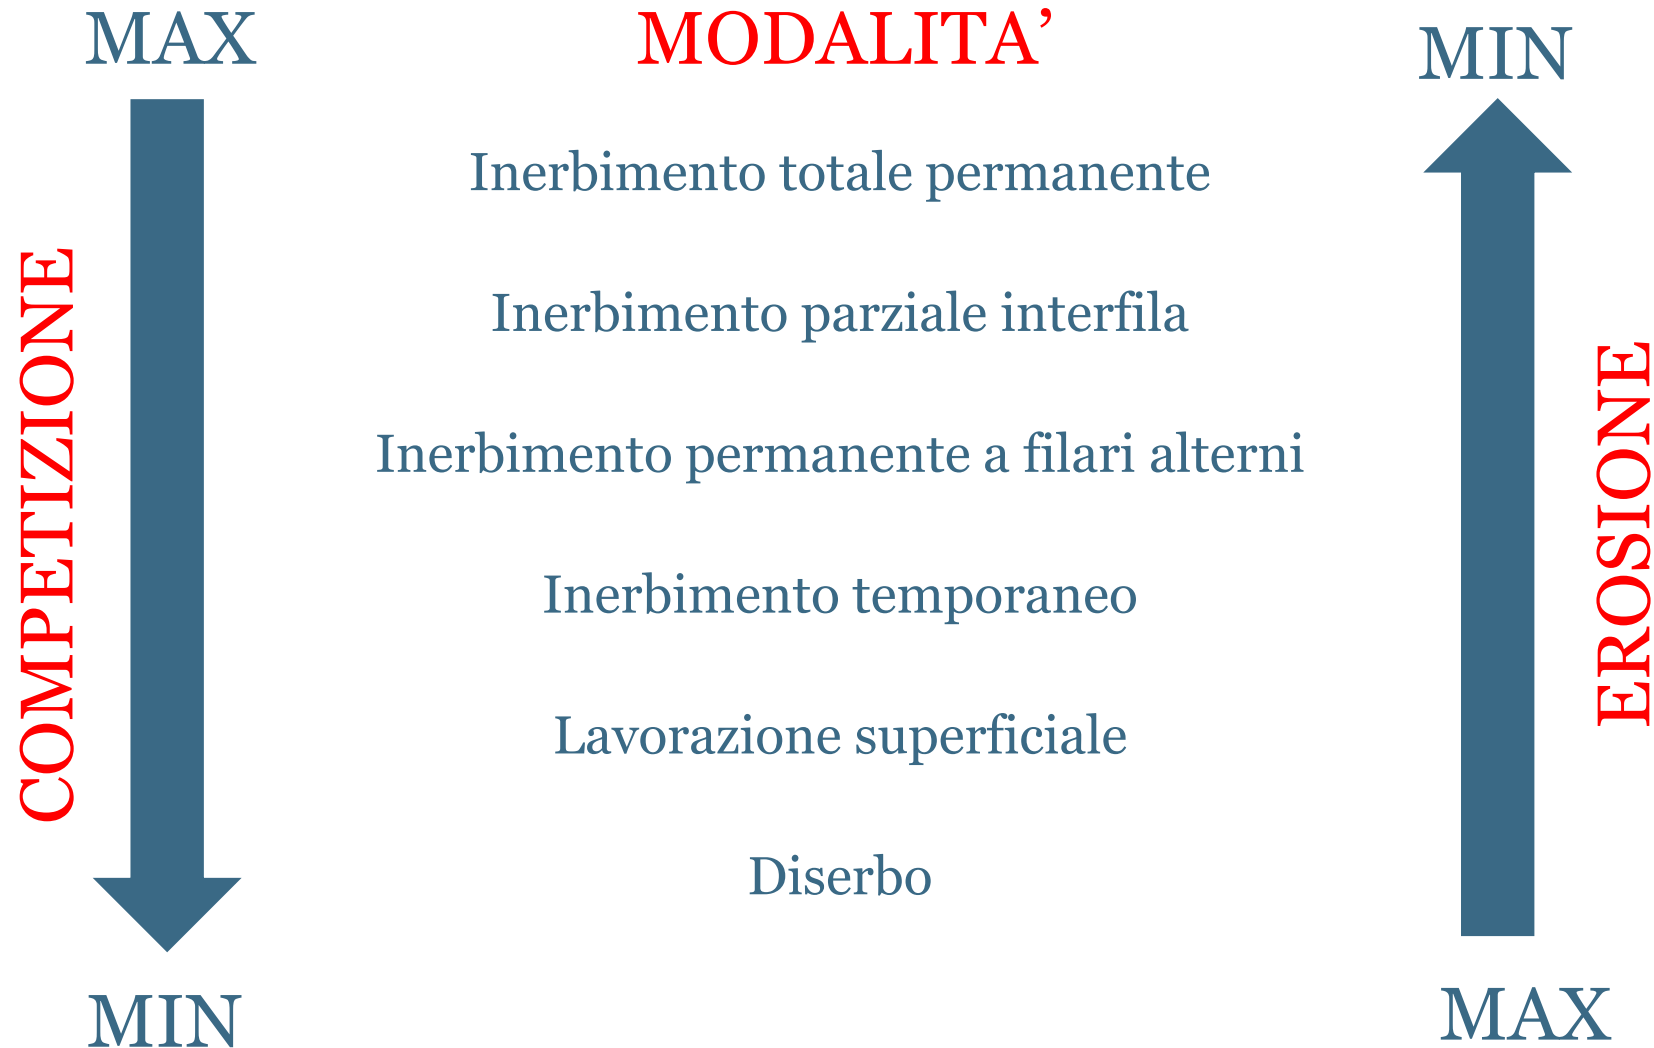 MAX
MODALITA’
MIN
Inerbimento totale permanente
Inerbimento parziale interfila
Inerbimento permanente a filari alterni
Inerbimento temporaneo
Lavorazione superficiale
Diserbo
COMPETIZIONE
EROSIONE
MIN
MAX